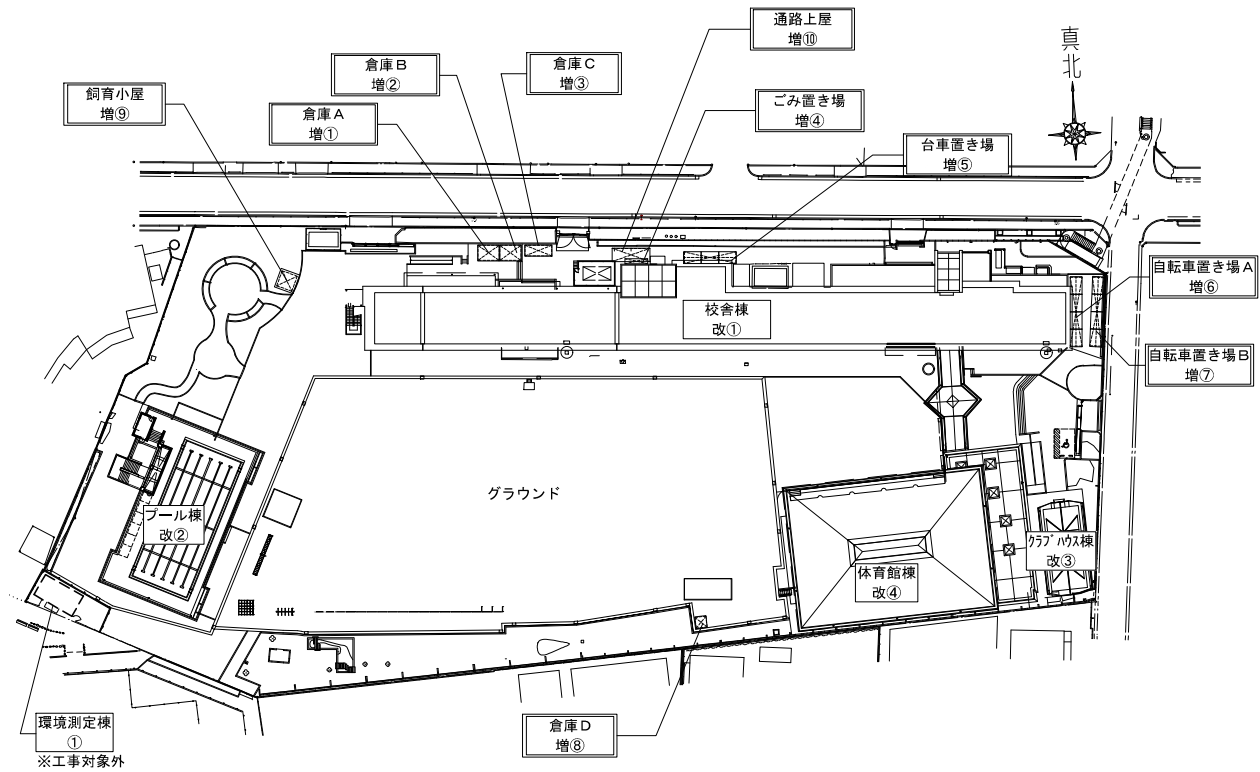 通路上屋
増⑩
真北
倉庫B
増②
倉庫C
増③
飼育小屋
増⑨
倉庫A
増①
ごみ置き場
増④
台車置き場
増⑤
自転車置き場A
増⑥
校舎棟
改①
自転車置き場B
増⑦
グラウンド
プール棟
改②
クラブハウス棟
改③
体育館棟
改④
環境測定棟
①
※工事対象外
倉庫D
増⑧